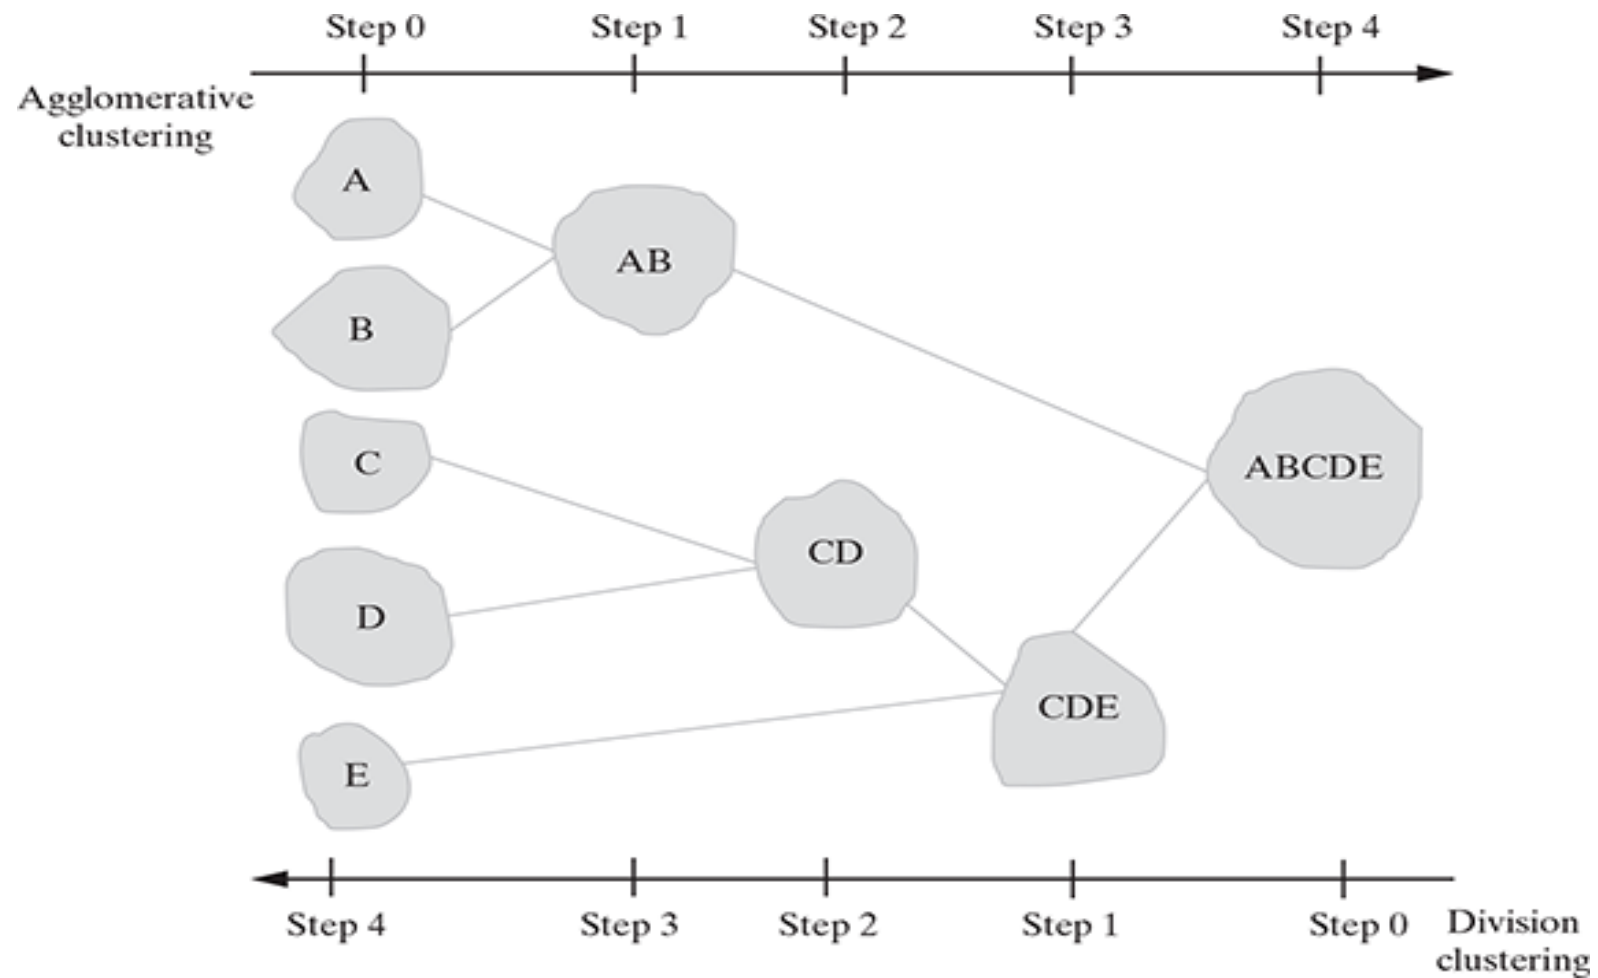 Step 0 Step 1 Step 2 Step 3 Step 4
Agglomerative
clustering
A
AB
B
C
ABCDE
CD
D
CDE
E
Step 4 Step 3 Step 2 Step 1 Step 0
Division
clustering